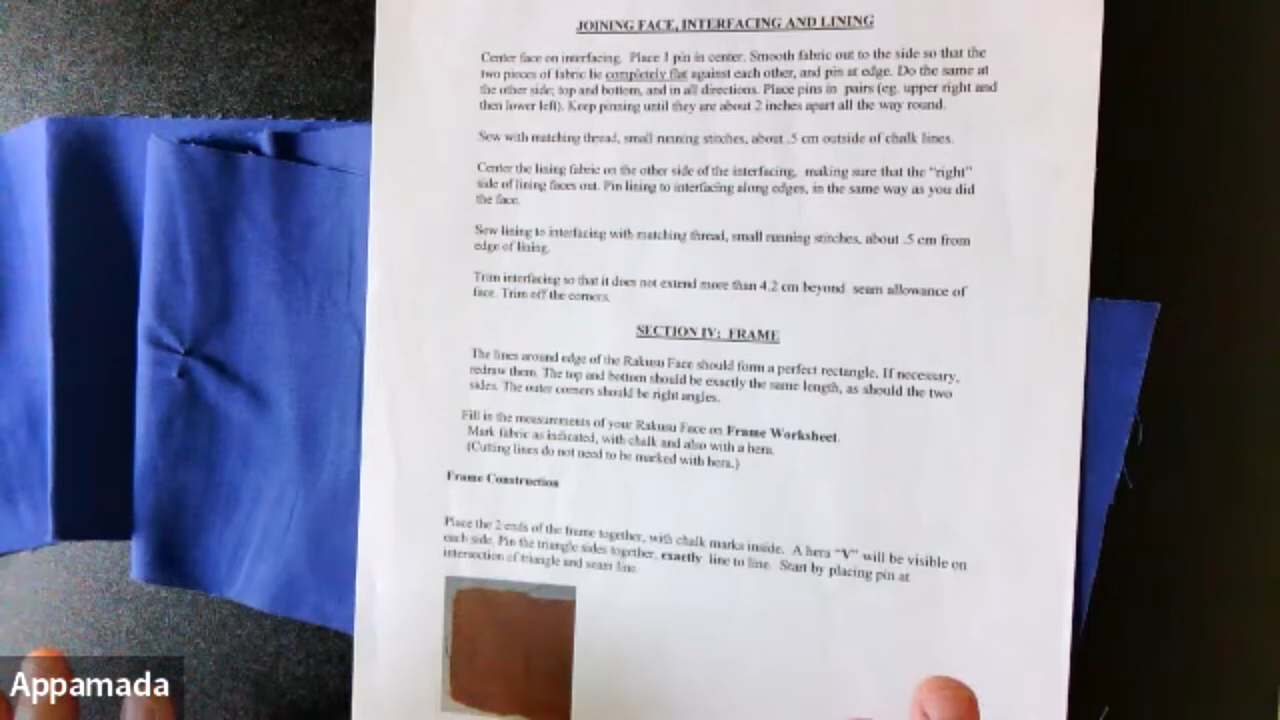 JOINING FACE, INTERFACING AND LINING
Center face on interfacing. Place 1 pin in center. Smooth fabric out to the side so that the
two pieces of fabric lie completely flat against each other, and pin at edge. Do the same at
the other side; top and bottom, and in all directions. Place pins in pairs (eg. upper right and
then lower left). Keep pinning until they are about 2 inches apart all the way round.
Sew with matching thread, small running stitches, about .5 cm outside of chalk lines.
Center the lining fabric on the other side of the interfacing, making sure that the "right"
side of lining faces out. Pin lining to interfacing along edges, in the same way as you did
the face.
Sew lining to interfacing with matching thread, small running stitches, about .5 cm from
edge of lining.
Trim interfacing so that it does not extend more than 4.2 cm beyond seam allowance of
face. Trim off the corners.
SECTION IV: FRAME
The lines around edge of the Rakusu Face should form a perfect rectangle. If necessary,
redraw them. The top and bottom should be exactly the same length, as should the two
sides. The outer corners should be right angles.
Fill in the measurements of your Rakusu Face on Frame Worksheet.
Mark fabric as indicated, with chalk and also with a hera.
(Cutting lines do not need to be marked with hera.)
Frame Construction
Place the 2 ends of the frame together, with chalk marks inside. A hera "V" will be visible on
each side. Pin the triangle sides together, exactly line to line. Start by placing pin at
intersection of triangle and seam line.
Appamada